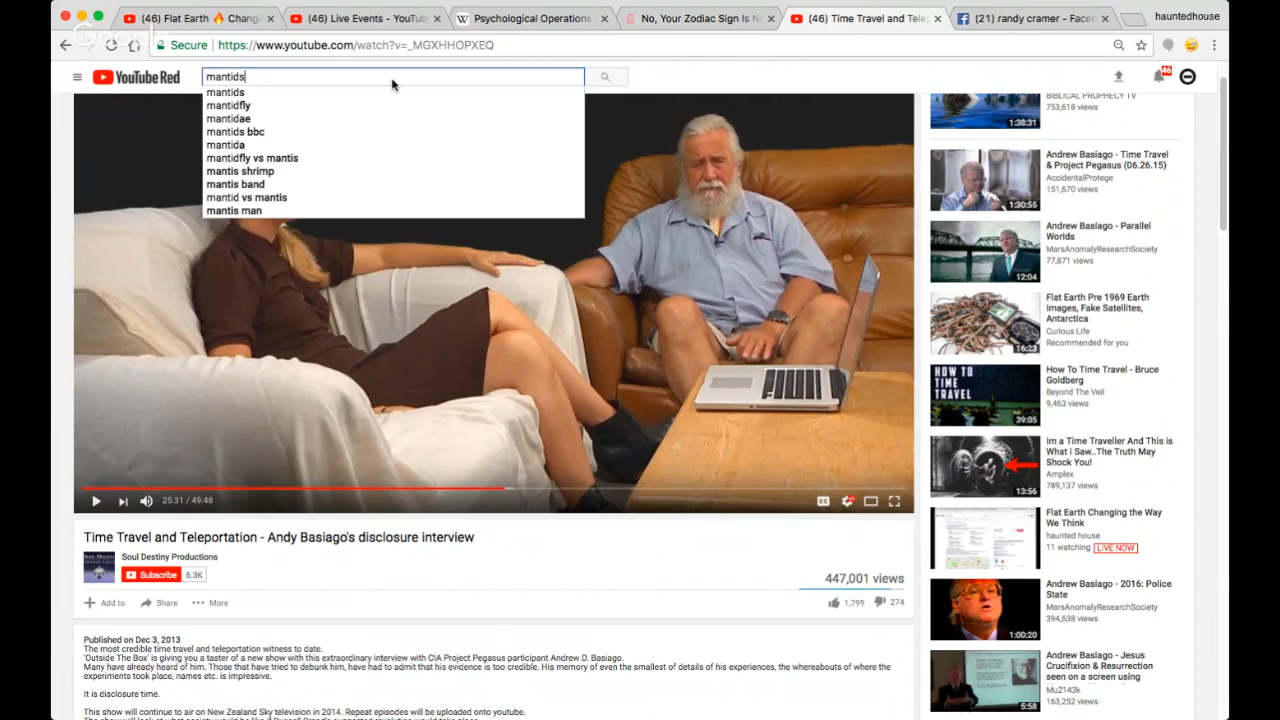 (46) Flat Earth 🔥 Chang
(46) Live Events - YouTub
Psychological Operations
No, Your Zodiac Sign Is N
(46) Time Travel and Tele
(21) randy cramer - Face
hauntedhouse
Google
Secure
https://www.youtube.com/watch?v=_MGXHHOPXEQ
YouTube Red
mantids
46
mantids
mantidfly
mantidae
mantids bbc
mantida
mantidfly vs mantis
mantis shrimp
mantis band
mantid vs mantis
mantis man
25:31 / 49:48
CC
Time Travel and Teleportation - Andy Basiago's disclosure interview
Soul Destiny Productions
Subscribe 6.3K
447,001 views
Add to
Share
More
1,799
274
Published on Dec 3, 2013
The most credible time travel and teleportation witness to date.
'Outside The Box' is giving you a taster of a new show with this extraordinary interview with CIA Project Pegasus participant Andrew D. Basiago.
Many have already heard of him. Those that have tried to debunk him, have had to admit that his evidence is too credible. His memory of even the smallest of details of his experiences, the whereabouts of where the
experiments took place, names etc. is impressive.
It is disclosure time.
This show will continue to air on New Zealand Sky television in 2014. Regular episodes will be uploaded onto youtube.
BIBLICAL PROPHECY TV
753,618 views
1:38:31
Andrew Basiago - Time Travel
& Project Pegasus (06.26.15)
AccidentalProtege
151,670 views
1:30:55
Andrew Basiago - Parallel
Worlds
MarsAnomalyResearchSociety
77,871 views
12:04
Flat Earth Pre 1969 Earth
Images, Fake Satellites,
Antarctica
Curious Life
Recommended for you
16:23
HOW TO
TIME
TRAVEL
How To Time Travel - Bruce
Goldberg
Beyond The Veil
9,463 views
39:05
Im a Time Traveller And This is
What i Saw..The Truth May
Shock You!
Amplex
789,137 views
13:56
Flat Earth Changing the Way
We Think
haunted house
11 watching LIVE NOW
Andrew Basiago - 2016: Police
State
MarsAnomalyResearchSociety
394,638 views
1:00:20
Andrew Basiago - Jesus
Crucifixion & Resurrection
seen on a screen using
Mu2143k
163,252 views
5:58